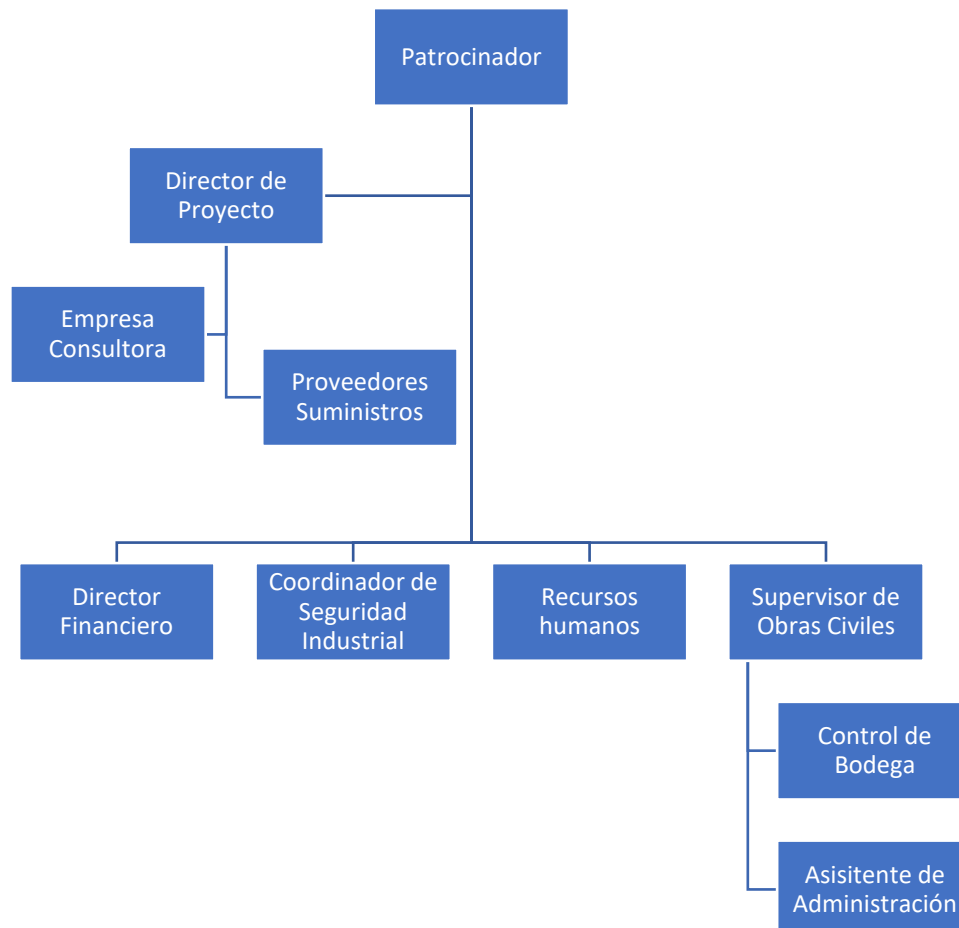 Patrocinador
Director de
Proyecto
Empresa
Consultora
Proveedores
Suministros
Director
Financiero
Coordinador de
Seguridad
Industrial
Recursos
humanos
Supervisor de
Obras Civiles
Control de
Bodega
Asisitente de
Administración